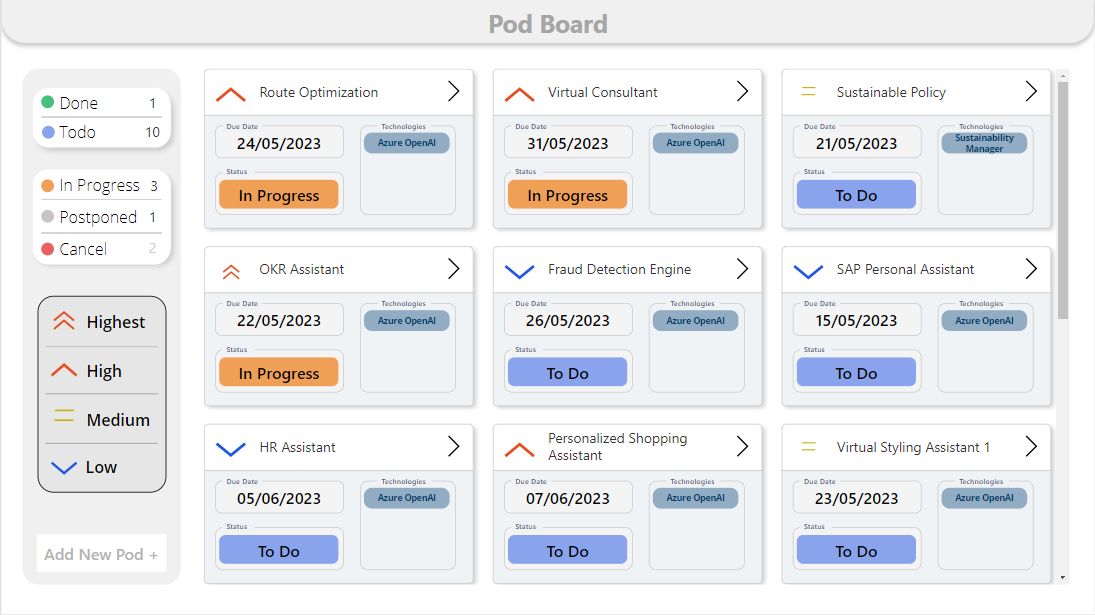 Pod Board
Done 1
Todo 10
In Progress 3
Postponed 1
Cancel 2
Highest
High
Medium
Low
Add New Pod +
Route Optimization
Due Date
24/05/2023
Technologies
Azure OpenAI
Status
In Progress
Virtual Consultant
Due Date
31/05/2023
Technologies
Azure OpenAI
Status
In Progress
Sustainable Policy
Due Date
21/05/2023
Technologies
Sustainability
Manager
Status
To Do
OKR Assistant
Due Date
22/05/2023
Technologies
Azure OpenAI
Status
In Progress
Fraud Detection Engine
Due Date
26/05/2023
Technologies
Azure OpenAI
Status
To Do
SAP Personal Assistant
Due Date
15/05/2023
Technologies
Azure OpenAI
Status
To Do
HR Assistant
Due Date
05/06/2023
Technologies
Azure OpenAI
Status
To Do
Personalized Shopping
Assistant
Due Date
07/06/2023
Technologies
Azure OpenAI
Status
To Do
Virtual Styling Assistant 1
Due Date
23/05/2023
Technologies
Azure OpenAI
Status
To Do